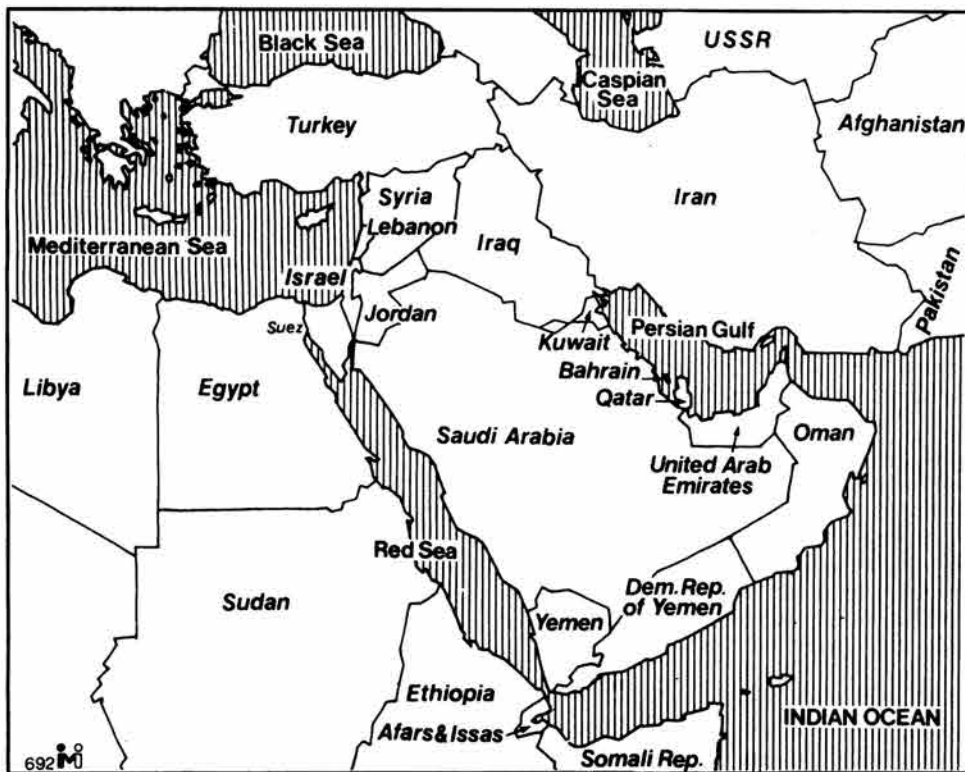 Black Sea
USSR
Caspian
Sea
Turkey
Afghanistan
Syria
Lebanon
Iran
Iraq
Mediterranean Sea
Israel
Jordan
Pakistan
Suez
Kuwait
Persian Gulf
Bahrain
Qatar
Libya
Egypt
Saudi Arabia
Oman
United Arab
Emirates
Red Sea
Dem. Rep.
of Yemen
Sudan
Yemen
Ethiopia
Afars&Issas
INDIAN OCEAN
Somali Rep.
692